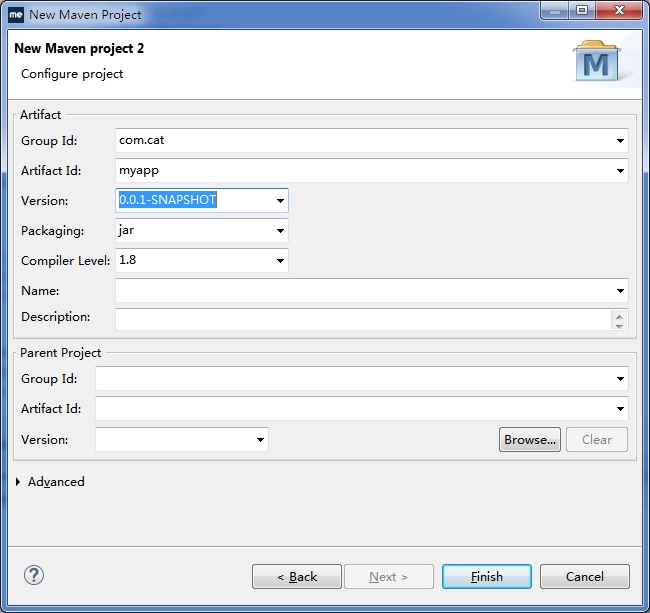 me New Maven Project
New Maven project 2
Configure project
M
Artifact
Group Id: com.cat
Artifact Id: myapp
Version: 0.0.1-SNAPSHOT
Packaging: jar
Compiler Level: 1.8
Name:
Description:
Parent Project
Group Id:
Artifact Id:
Version: Browse... Clear
Advanced
? < Back Next > Finish Cancel